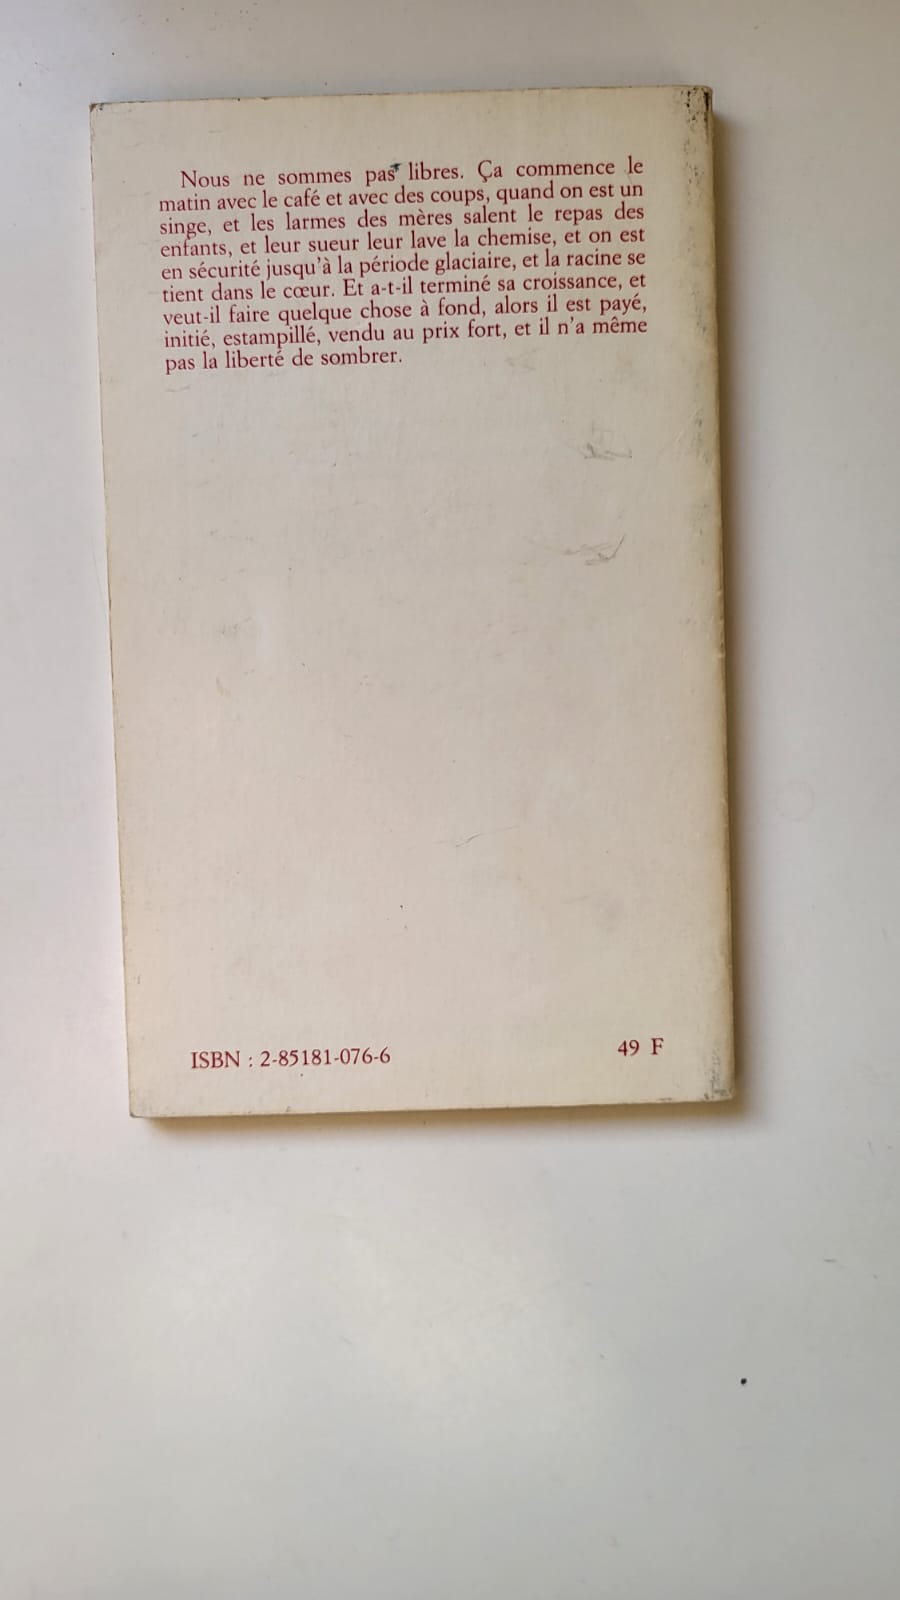 Nous ne sommes pas libres. Ça commence le
matin avec le café et avec des coups, quand on est un
singe, et les larmes des mères salent le repas des
enfants, et leur sueur leur lave la chemise, et on est
en sécurité jusqu'à la période glaciaire, et la racine se
tient dans le cœur. Et a-t-il terminé sa croissance, et
veut-il faire quelque chose à fond, alors il est payé,
initié, estampillé, vendu au prix fort, et il n'a même
pas la liberté de sombrer.
ISBN : 2-85181-076-6
49 F